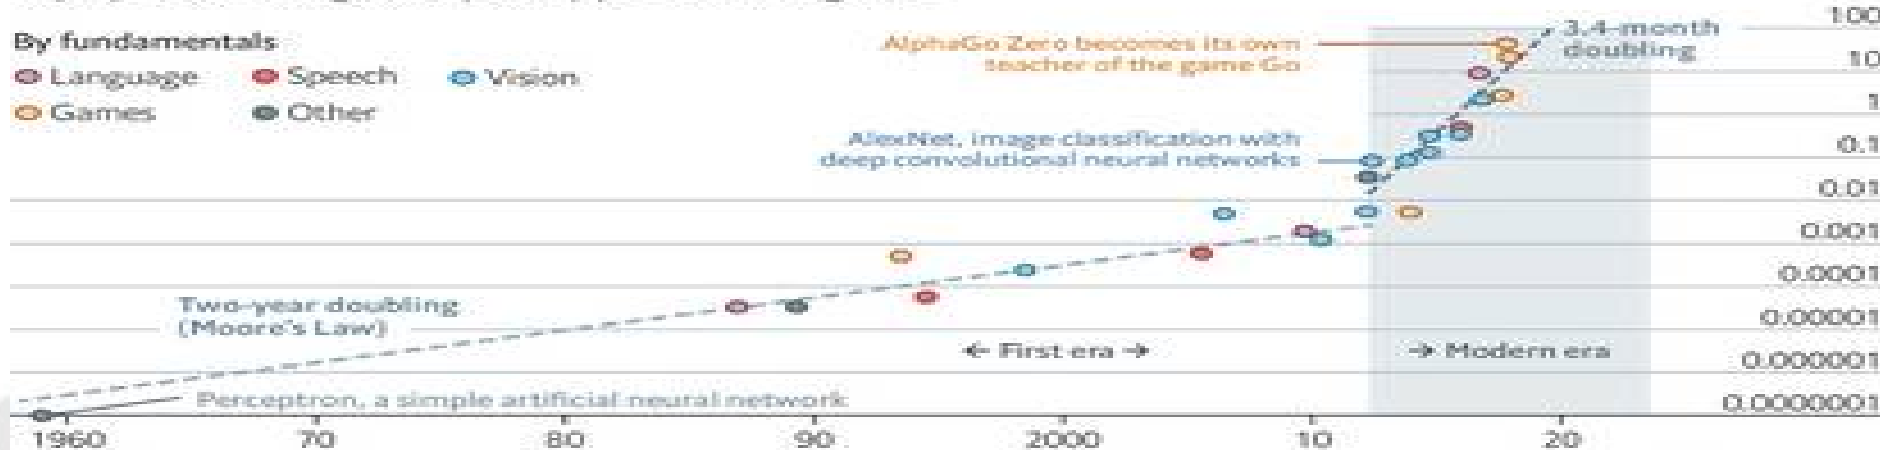 By fundamentals
Language
Speech
Vision
Games
Other
AlphaGo Zero becomes its own
teacher of the game Go
3.4-month
doubling
AlexNet, image classification with
deep convolutional neural networks
Two-year doubling
(Moore's Law)
← First era →
→ Modern era
Perceptron, a simple artificial neural network
100
10
1
0.1
0.01
0.001
0.0001
0.00001
0.000001
0.0000001
1960
70
80
90
2000
10
20